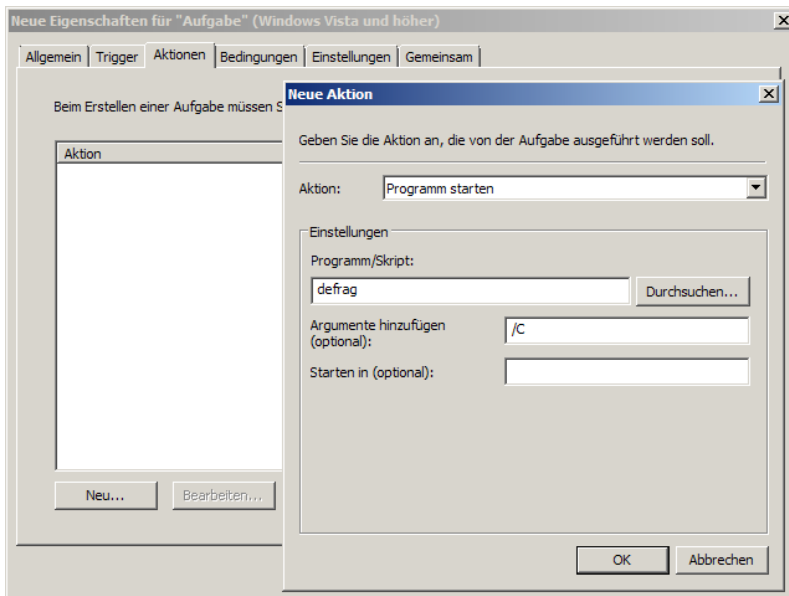 Neue Eigenschaften für "Aufgabe" (Windows Vista und höher)
Allgemein
Trigger
Aktionen
Bedingungen
Einstellungen
Gemeinsam
Beim Erstellen einer Aufgabe müssen S
Aktion
Neu...
Bearbeiten...
Neue Aktion
Geben Sie die Aktion an, die von der Aufgabe ausgeführt werden soll.
Aktion:
Programm starten
Einstellungen
Programm/Skript:
defrag
Durchsuchen...
Argumente hinzufügen
(optional):
/C
Starten in (optional):
OK
Abbrechen